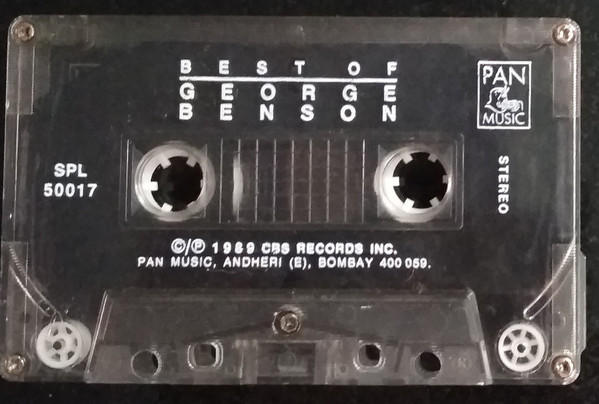 BEST OF
GEORGE
BENSON
PAN
MUSIC
SPL
50017
STEREO
©/℗ 1989 CBS RECORDS INC.
PAN MUSIC, ANDHERI (E), BOMBAY 400 059.